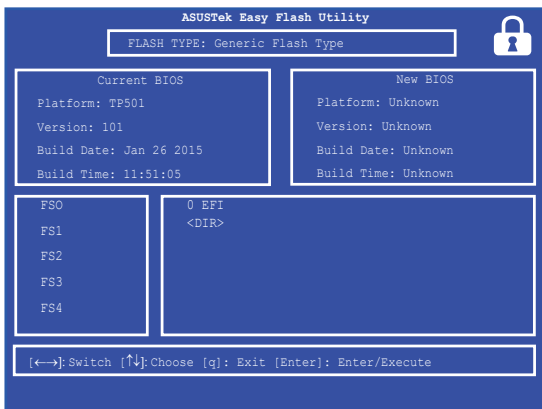 ASUSTek Easy Flash Utility
FLASH TYPE: Generic Flash Type
Current BIOS
Platform: TP501
Version: 101
Build Date: Jan 26 2015
Build Time: 11:51:05
New BIOS
Platform: Unknown
Version: Unknown
Build Date: Unknown
Build Time: Unknown
FSO
FS1
FS2
FS3
FS4
0 EFI
<DIR>
[←→]: Switch [↑↓]: Choose [q]: Exit [Enter]: Enter/Execute